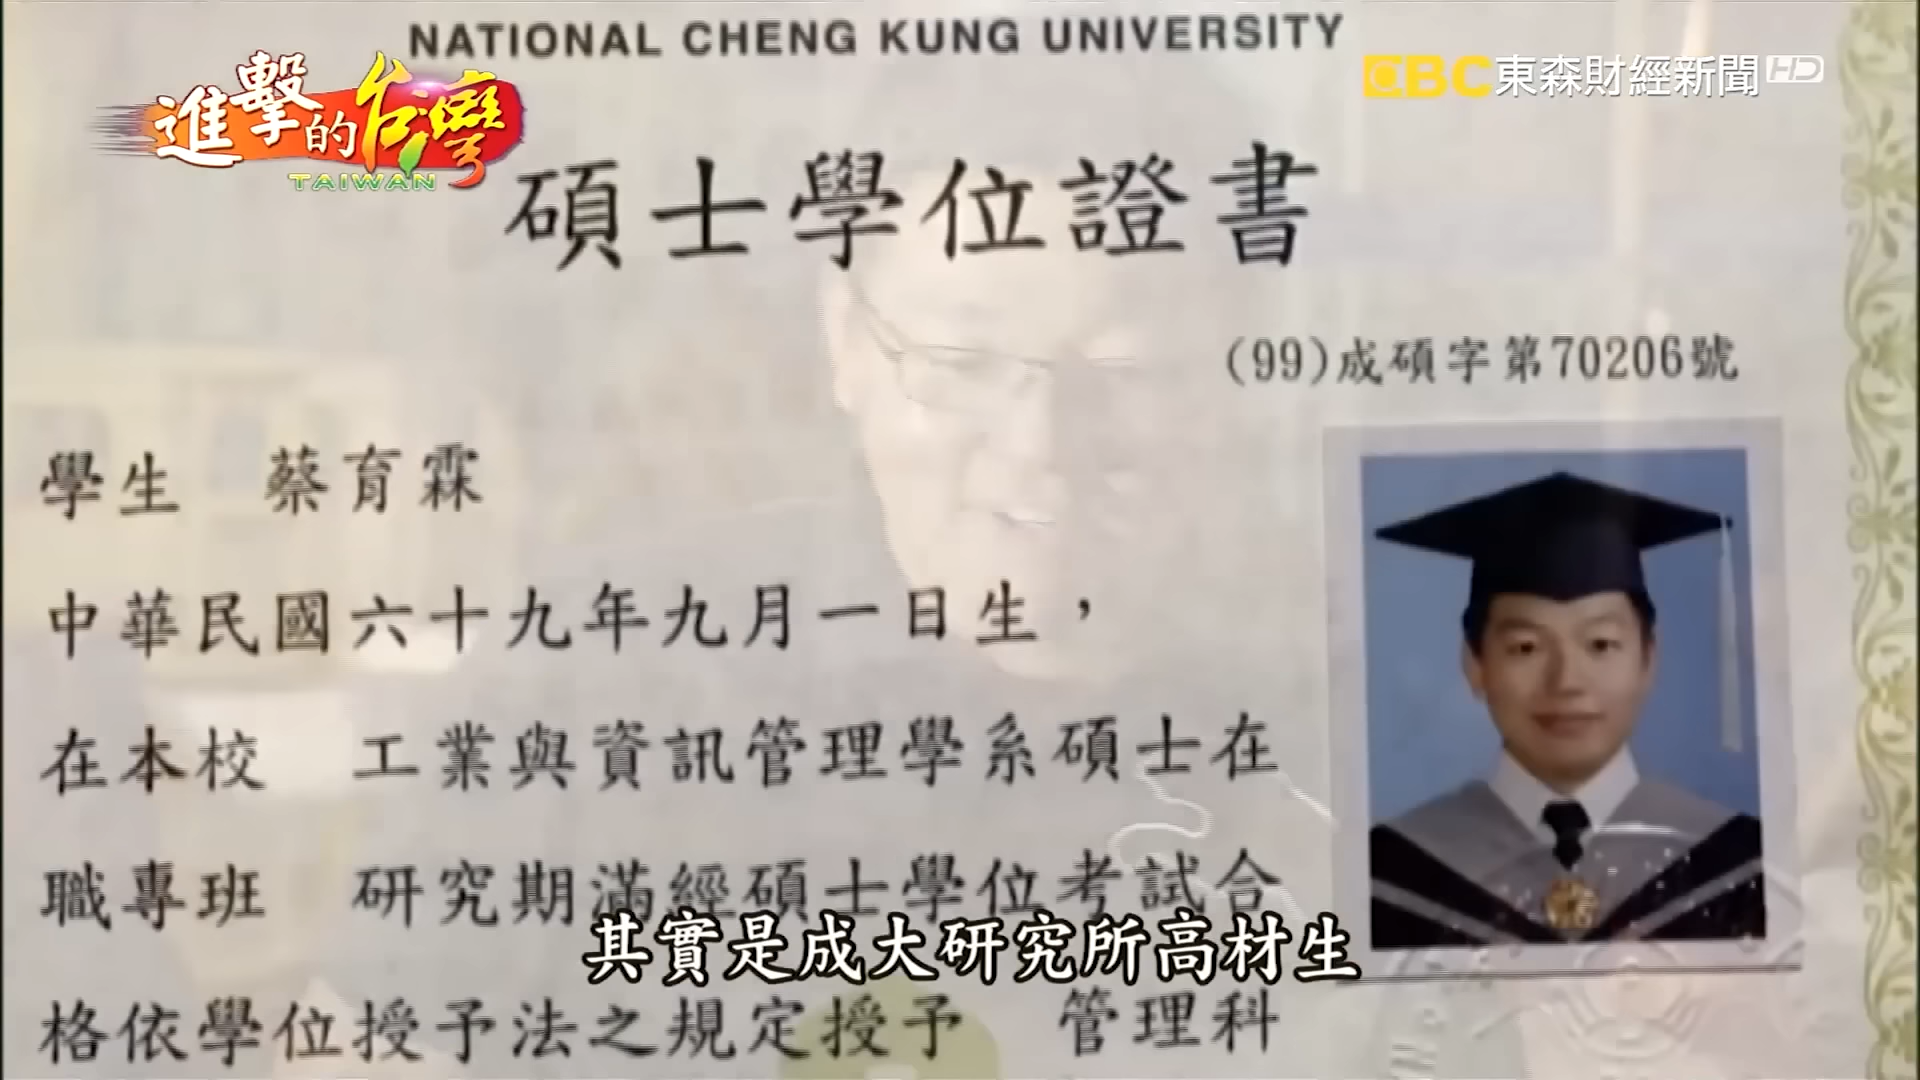 NATIONAL CHENG KUNG UNIVERSITY
進擊的台灣
TAIWAN
EBC東森財經新聞HD
碩士學位證書
(99)成碩字第70206號
學生 蔡育霖
中華民國六十九年九月一日生，
在本校 工業與資訊管理學系碩士在
職專班 研究期滿經碩士學位考試合
其實是成大研究所高材生
格依學位授予法之規定授予 管理科